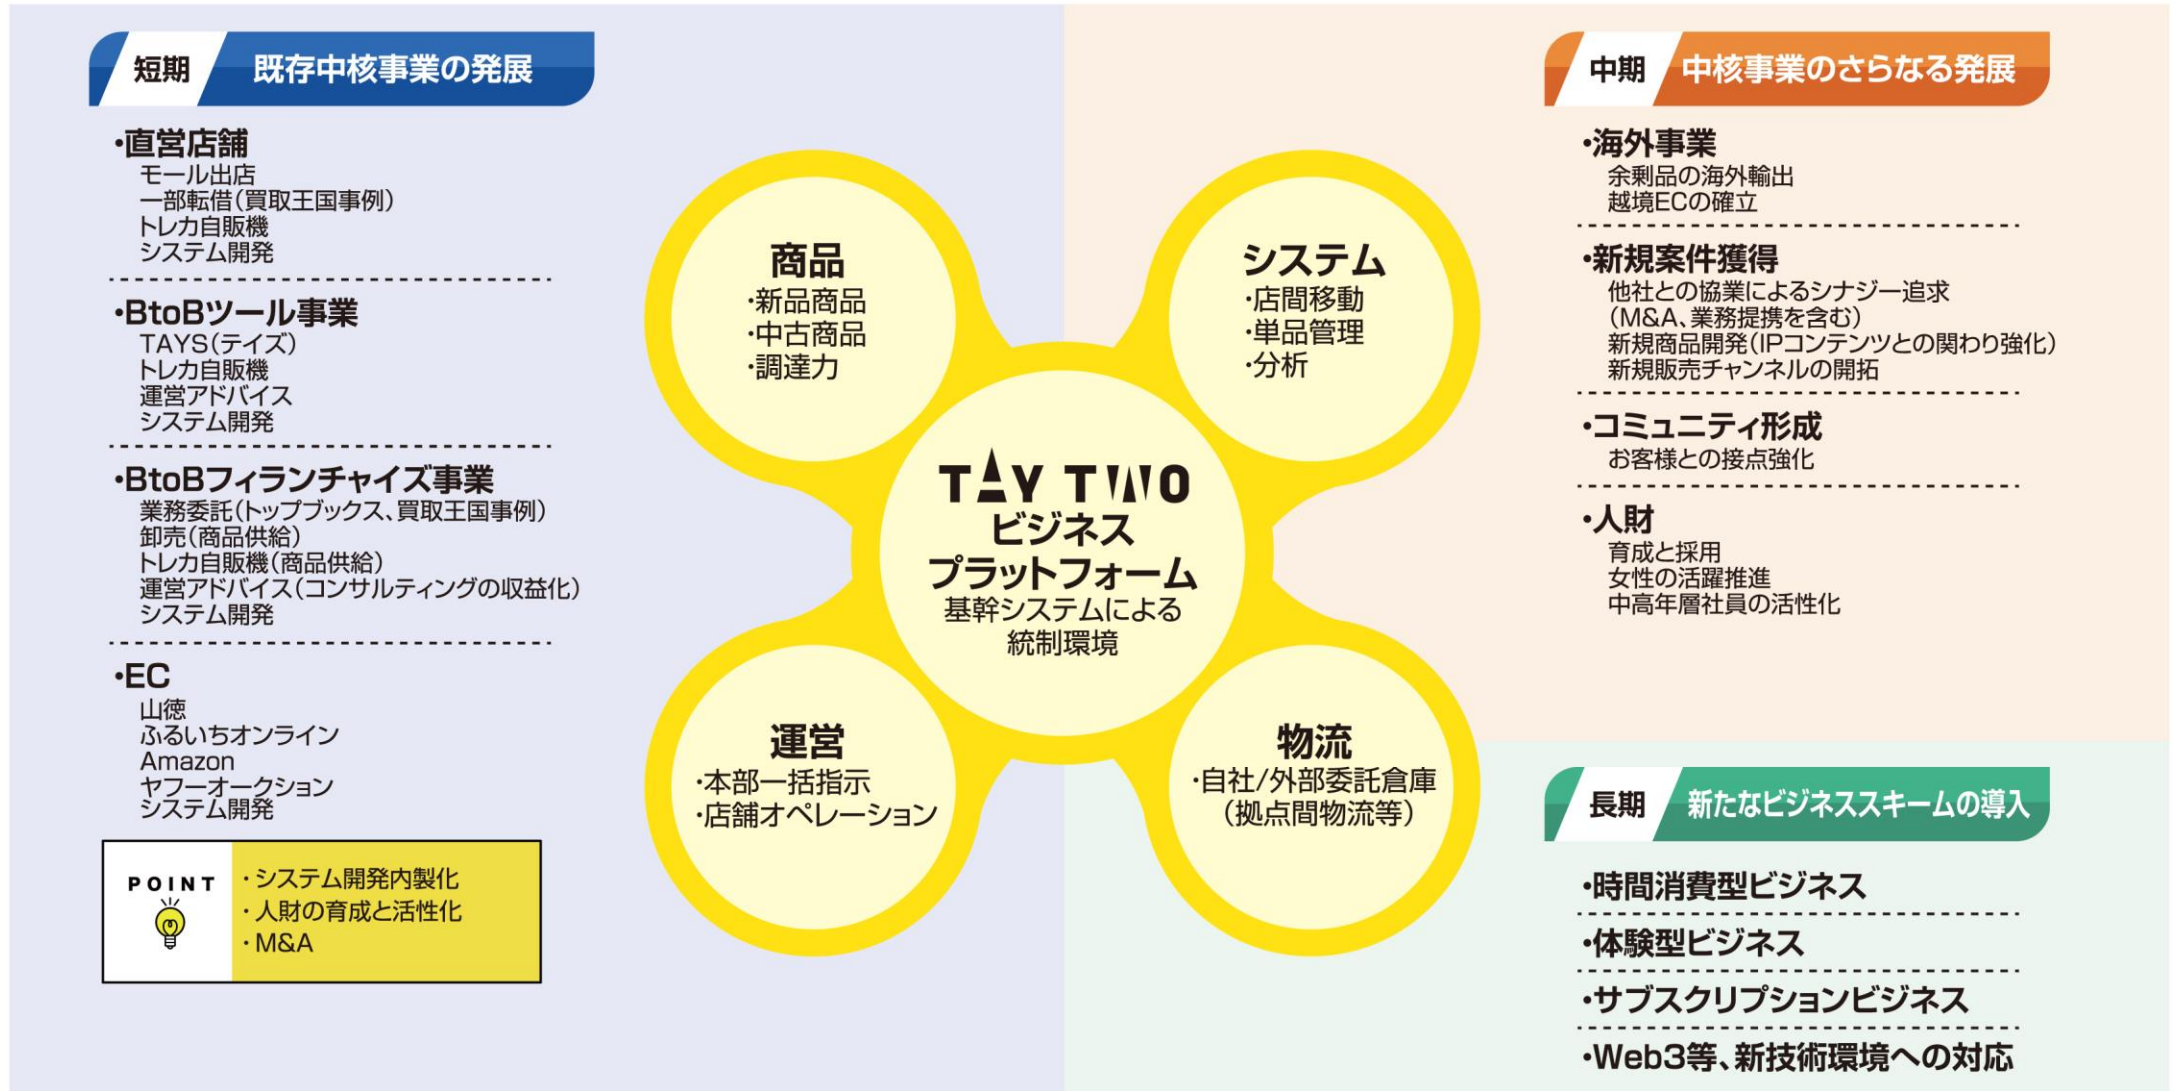 短期 既存中核事業の発展
・直営店舗
モール出店
一部転借(買取王国事例)
トレカ自販機
システム開発
・BtoBツール事業
TAYS(テイズ)
トレカ自販機
運営アドバイス
システム開発
・BtoBフィランチャイズ事業
業務委託(トップブックス、買取王国事例)
卸売(商品供給)
トレカ自販機(商品供給)
運営アドバイス(コンサルティングの収益化)
システム開発
・EC
山徳
ふるいちオンライン
Amazon
ヤフーオークション
システム開発
POINT
・システム開発内製化
・人財の育成と活性化
・M&A
商品
・新品商品
・中古商品
・調達力
システム
・店間移動
・単品管理
・分析
TAY TWO
ビジネス
プラットフォーム
基幹システムによる
統制環境
運営
・本部一括指示
・店舗オペレーション
物流
・自社/外部委託倉庫
(拠点間物流等)
中期 中核事業のさらなる発展
・海外事業
余剰品の海外輸出
越境ECの確立
・新規案件獲得
他社との協業によるシナジー追求
(M&A、業務提携を含む)
新規商品開発(IPコンテンツとの関わり強化)
新規販売チャンネルの開拓
・コミュニティ形成
お客様との接点強化
・人財
育成と採用
女性の活躍推進
中高年層社員の活性化
長期 新たなビジネススキームの導入
・時間消費型ビジネス
・体験型ビジネス
・サブスクリプションビジネス
・Web3等、新技術環境への対応